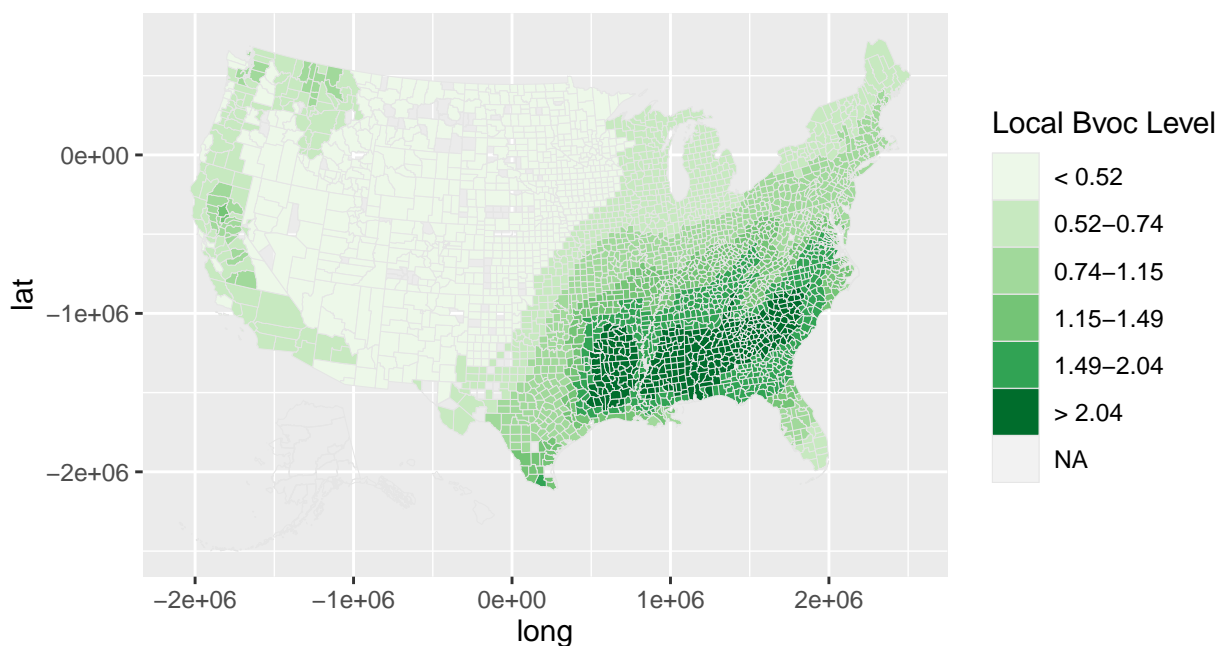 Local Bvoc Level
< 0.52
0.52−0.74
0.74−1.15
1.15−1.49
1.49−2.04
> 2.04
NA
lat
0e+00
−1e+06
−2e+06
−2e+06 −1e+06 0e+00 1e+06 2e+06
long